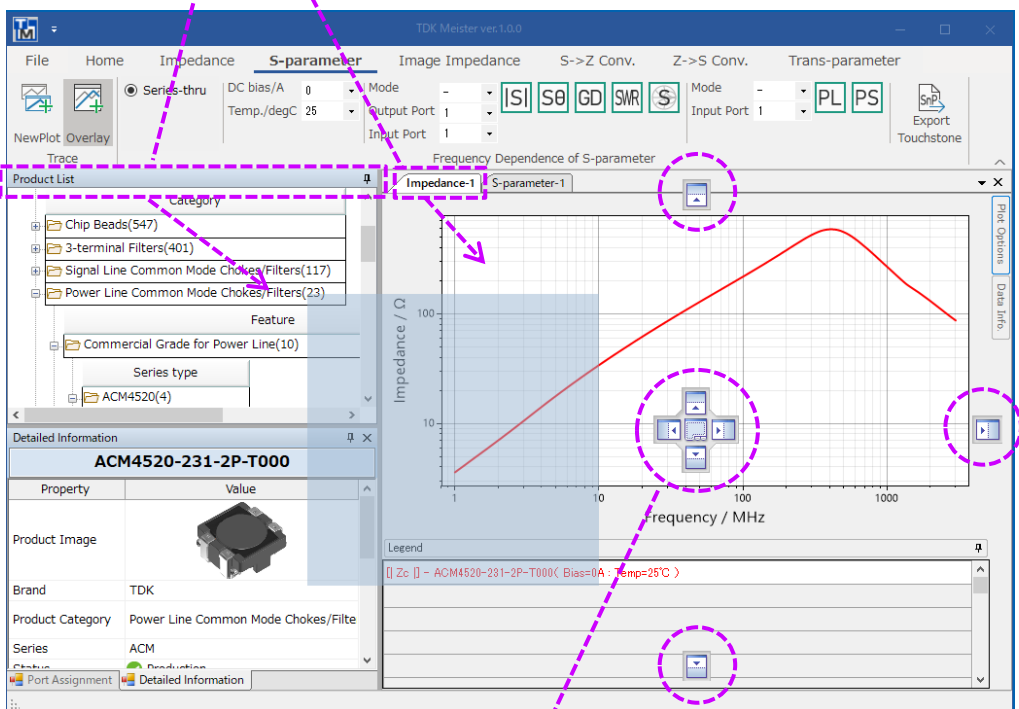 TM
TDK Meister ver.1.0.0
File Home Impedance S-parameter Image Impedance S->Z Conv. Z->S Conv. Trans-parameter
Series-thru DC bias/A 0 Mode - |S| Sθ GD SWR S Mode - PL PS SnP
Temp./degC 25 Output Port 1 Input Port 1
NewPlot Overlay Input Port 1 Export
Touchstone
Trace Frequency Dependence of S-parameter
Product List
Impedance-1 S-parameter-1
Category
Chip Beads(547)
3-terminal Filters(401)
Signal Line Common Mode Chokes/Filters(117)
Power Line Common Mode Chokes/Filters(23)
Feature
Commercial Grade for Power Line(10)
Series type
ACM4520(4)
Plot Options
Data Info.
Impedance / Ω
100
10
1 10 100 1000
Frequency / MHz
Detailed Information
ACM4520-231-2P-T000
Property Value
Product Image
Brand TDK
Product Category Power Line Common Mode Chokes/Filte
Series ACM
Status Production
Port Assignment Detailed Information
Legend
[] Zc [] - ACM4520-231-2P-T000( Bias=0A : Temp=25℃ )